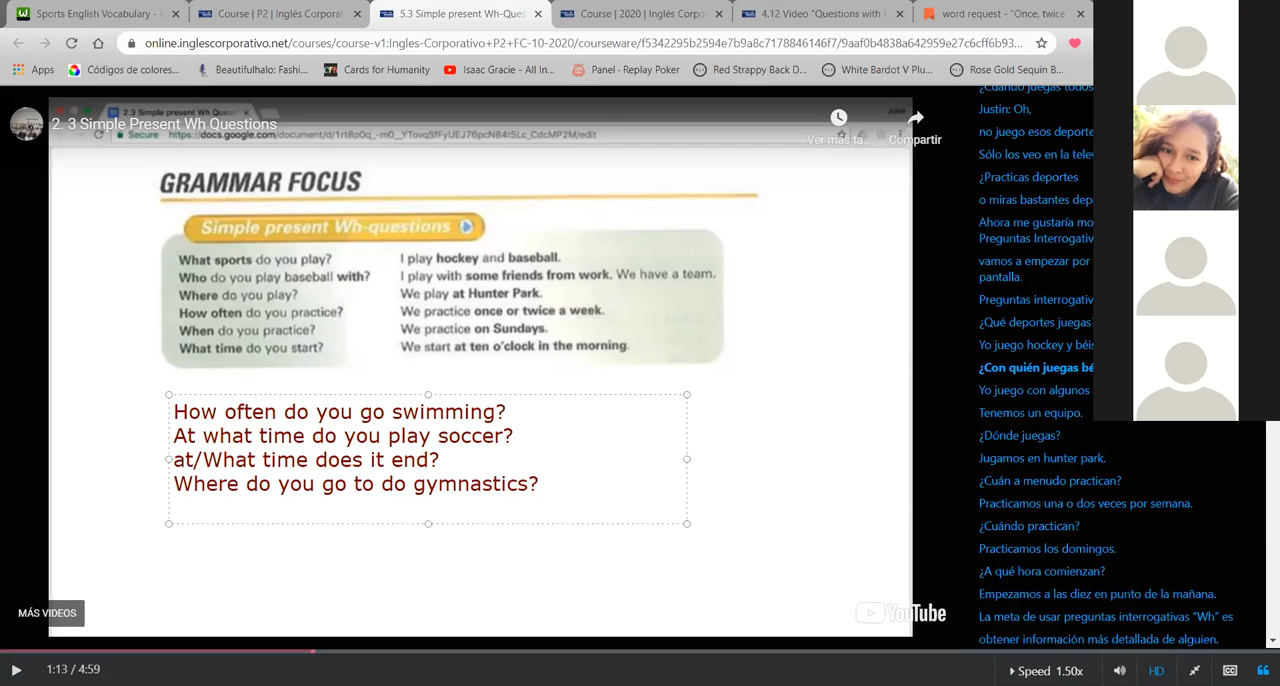 Sports English Vocabulary -
Course | P2 | Inglés Corporat
5.3 Simple present Wh-Ques
Course | 2020 | Inglés Corpo
4.12 Video "Questions with
word request - "Once, twice
online.inglescorporativo.net/courses/course-v1:Ingles-Corporativo+P2+FC-10-2020/courseware/f5342295b2594e7b9a8c7178846146f7/9aaf0b4838a642959e27c6cff6b93...
Apps
Códigos de colores...
Beautifulhalo: Fashi...
Cards for Humanity
Isaac Gracie - All In...
Panel · Replay Poker
Red Strappy Back D...
White Bardot V Plu...
Rose Gold Sequin B...
2.3 Simple Present Wh Ques
2. 3 Simple Present Wh Questions
Secure
Ver más ta...
Compartir
GRAMMAR FOCUS
Simple present Wh-questions
What sports do you play? I play hockey and baseball.
Who do you play baseball with? I play with some friends from work. We have a team.
Where do you play? We play at Hunter Park.
How often do you practice? We practice once or twice a week.
When do you practice? We practice on Sundays.
What time do you start? We start at ten o'clock in the morning.
How often do you go swimming?
At what time do you play soccer?
at/What time does it end?
Where do you go to do gymnastics?
MÁS VIDEOS
YouTube
1:13 / 4:59
Speed 1.50x
HD
CC
¿Cuándo juegas todos
Justin: Oh,
no juego esos deporte
Sólo los veo en la telev
¿Practicas deportes
o miras bastantes dep
Ahora me gustaría mo
Preguntas Interrogativ
vamos a empezar por
pantalla.
Preguntas interrogativ
¿Qué deportes juegas?
Yo juego hockey y béis
¿Con quién juegas bé
Yo juego con algunos
Tenemos un equipo.
¿Dónde juegas?
Jugamos en hunter park.
¿Cuán a menudo practican?
Practicamos una o dos veces por semana.
¿Cuándo practican?
Practicamos los domingos.
¿A qué hora comienzan?
Empezamos a las diez en punto de la mañana.
La meta de usar preguntas interrogativas “Wh” es
obtener información más detallada de alguien.